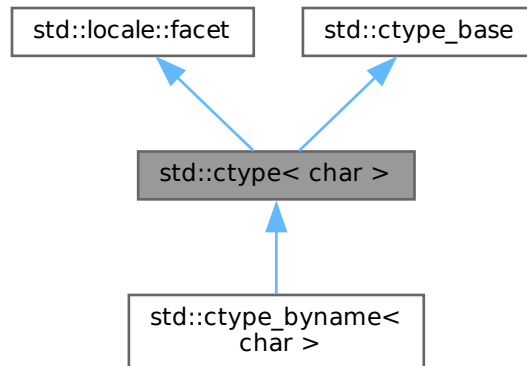 std::locale::facet
std::ctype_base
std::ctype< char >
std::ctype_byname<
char >